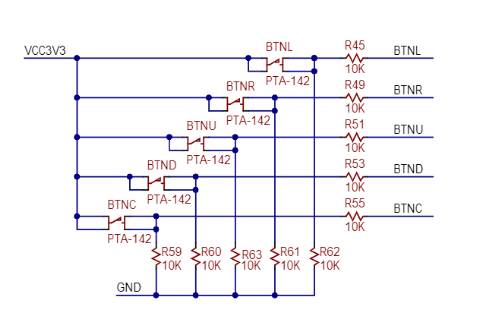 BTNL R45 BTNL
VCC3V3
PTA-142 10K
BTNR R49 BTNR
PTA-142 10K
BTNU R51 BTNU
PTA-142 10K
BTND R53 BTND
PTA-142 10K
BTNC R55 BTNC
PTA-142 10K
R59 R60 R63 R61 R62
10K 10K 10K 10K 10K
GND